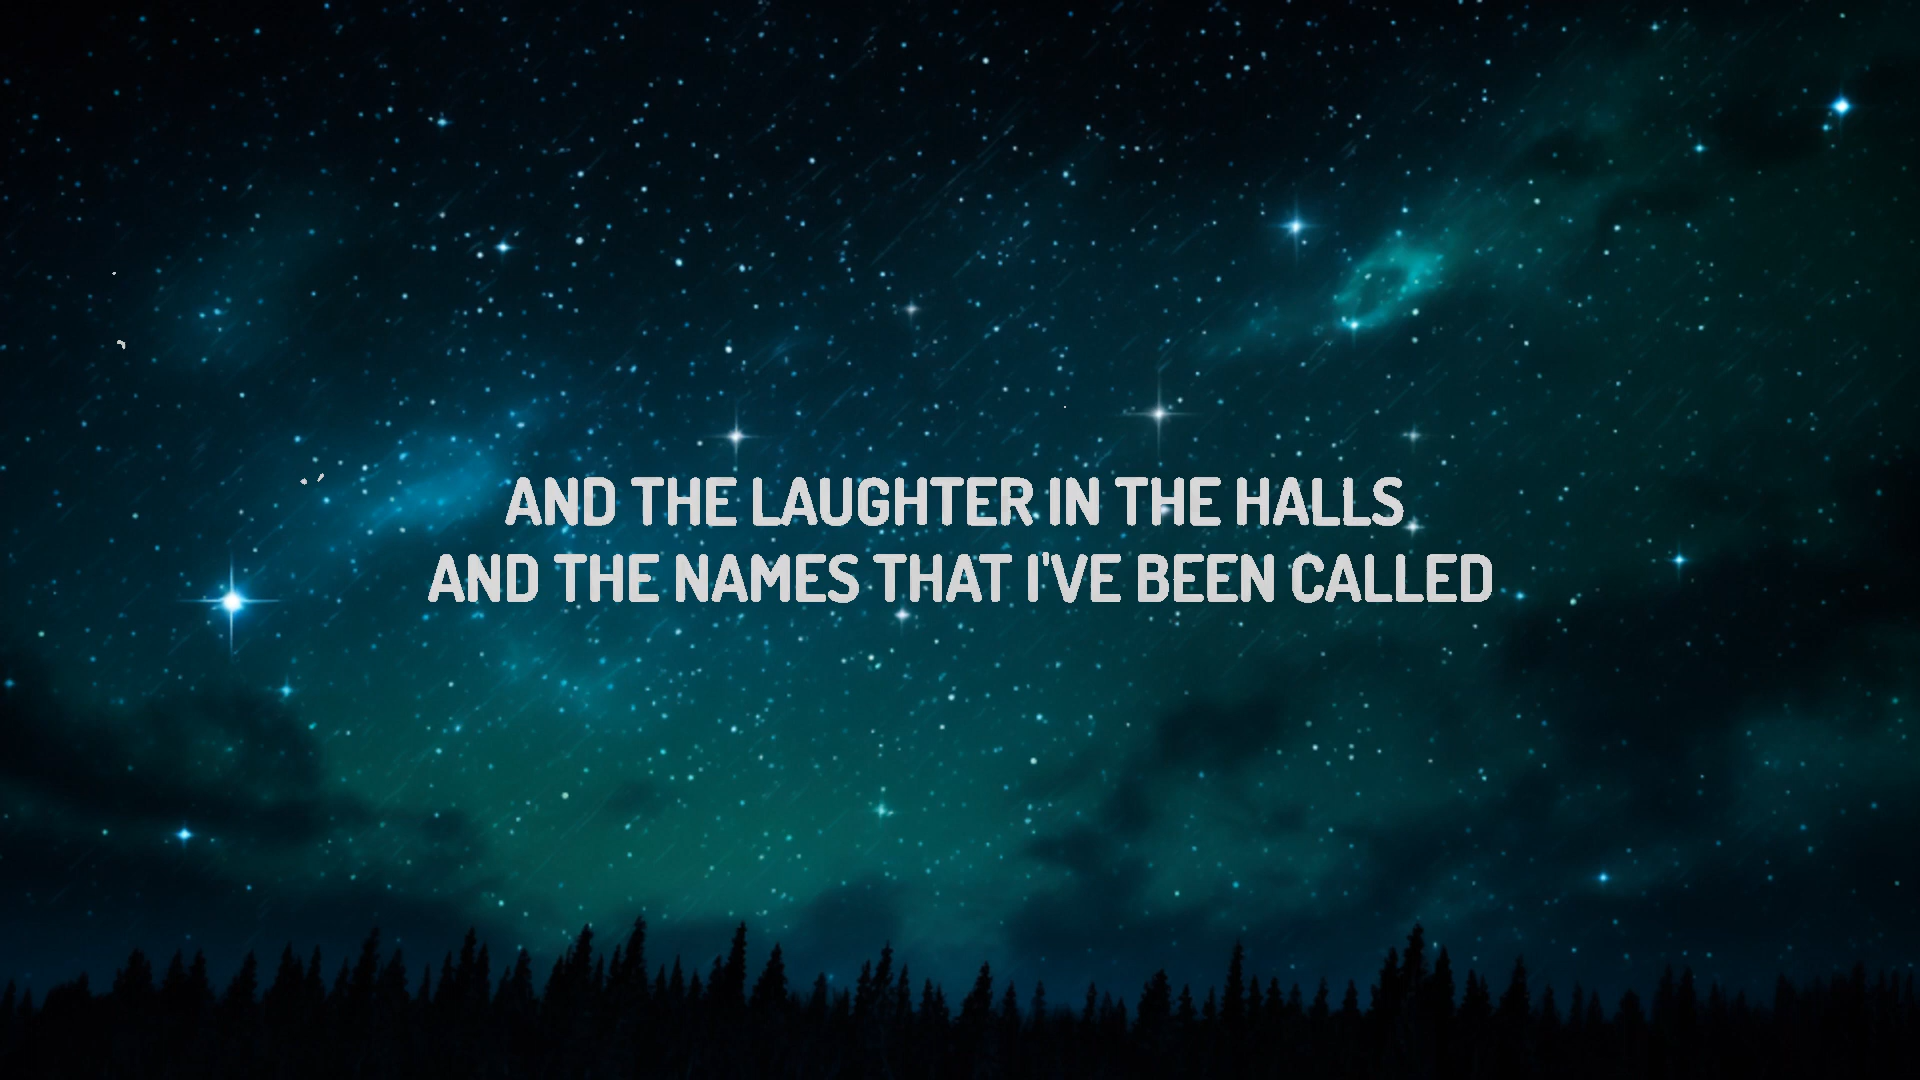 AND THE LAUGHTER IN THE HALLS
AND THE NAMES THAT I'VE BEEN CALLED